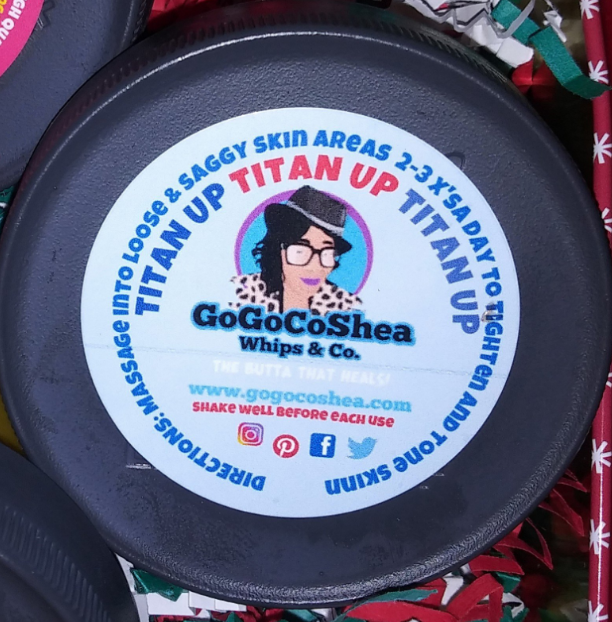 DIRECTIONS: MASSAGE INTO LOOSE & SAGGY SKIN AREAS 2-3 X'S A DAY TO TIGHTEN AND TONE SKINN
TITAN UP TITAN UP TITAN UP
GoGoCoShea
Whips & Co.
THE BUTTA THAT HEALS!
www.gogocoshea.com
SHAKE WELL BEFORE EACH USE
f